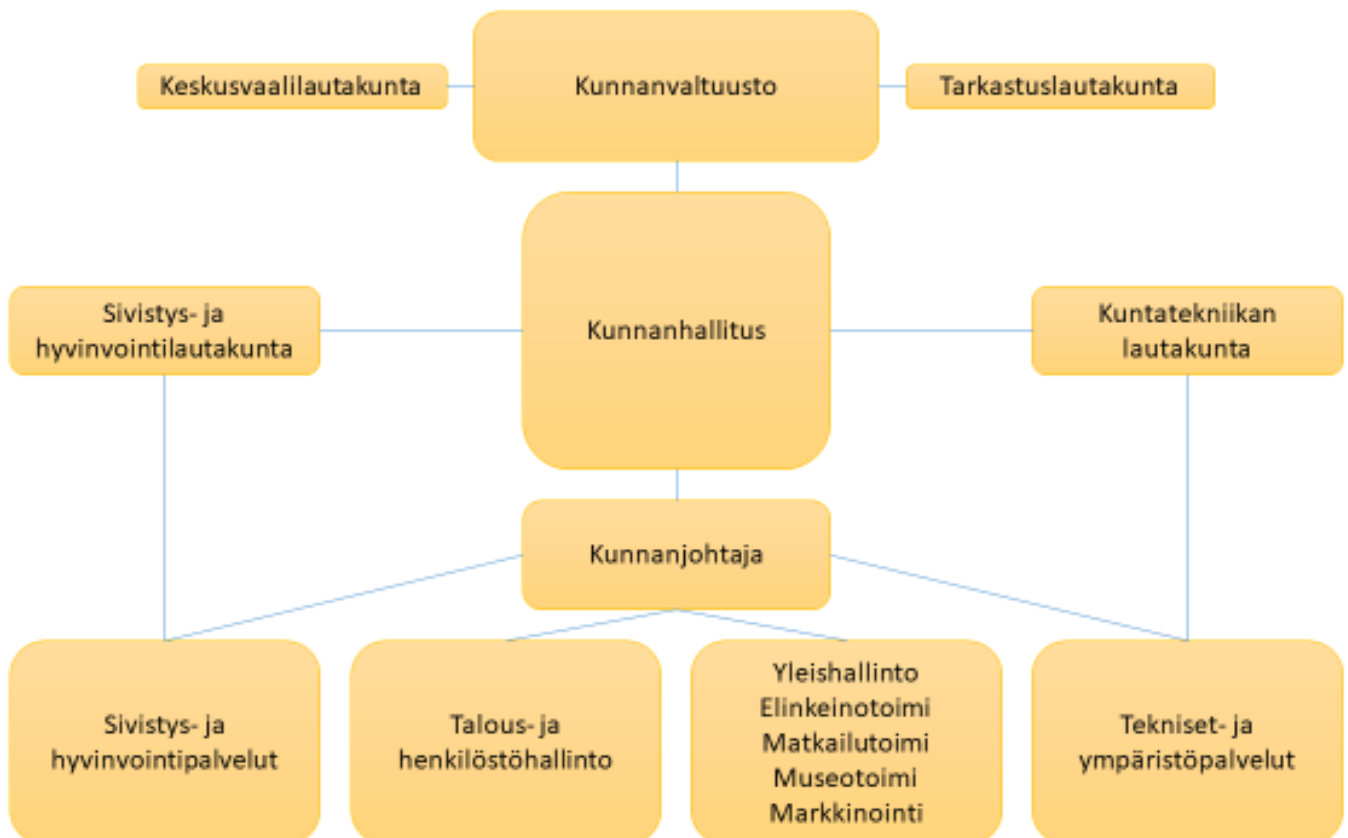 Keskusvaalilautakunta
Kunnanvaltuusto
Tarkastuslautakunta
Sivistys- ja
hyvinvointilautakunta
Kunnanhallitus
Kuntatekniikan
lautakunta
Kunnanjohtaja
Sivistys- ja
hyvinvointipalvelut
Talous- ja
henkilöstöhallinto
Yleishallinto
Elinkeinotoimi
Matkailutoimi
Museotoimi
Markkinointi
Tekniset- ja
ympäristöpalvelut